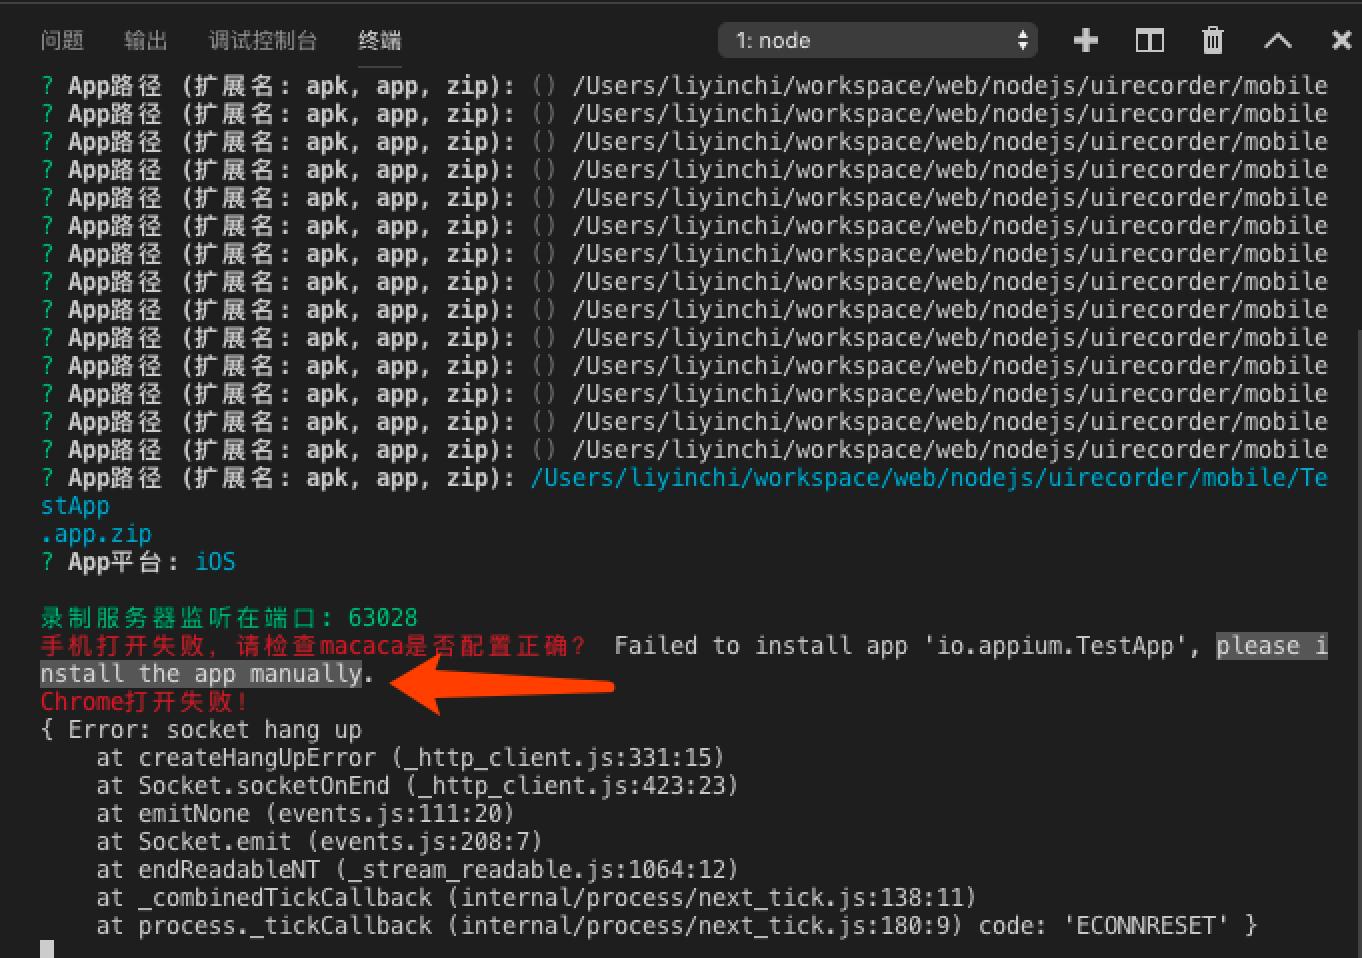 问题 输出 调试控制台 终端 1: node
? App路径 (扩展名: apk, app, zip): () /Users/liyinchi/workspace/web/nodejs/uirecorder/mobile
? App路径 (扩展名: apk, app, zip): () /Users/liyinchi/workspace/web/nodejs/uirecorder/mobile
? App路径 (扩展名: apk, app, zip): () /Users/liyinchi/workspace/web/nodejs/uirecorder/mobile
? App路径 (扩展名: apk, app, zip): () /Users/liyinchi/workspace/web/nodejs/uirecorder/mobile
? App路径 (扩展名: apk, app, zip): () /Users/liyinchi/workspace/web/nodejs/uirecorder/mobile
? App路径 (扩展名: apk, app, zip): () /Users/liyinchi/workspace/web/nodejs/uirecorder/mobile
? App路径 (扩展名: apk, app, zip): () /Users/liyinchi/workspace/web/nodejs/uirecorder/mobile
? App路径 (扩展名: apk, app, zip): () /Users/liyinchi/workspace/web/nodejs/uirecorder/mobile
? App路径 (扩展名: apk, app, zip): () /Users/liyinchi/workspace/web/nodejs/uirecorder/mobile
? App路径 (扩展名: apk, app, zip): () /Users/liyinchi/workspace/web/nodejs/uirecorder/mobile
? App路径 (扩展名: apk, app, zip): () /Users/liyinchi/workspace/web/nodejs/uirecorder/mobile
? App路径 (扩展名: apk, app, zip): () /Users/liyinchi/workspace/web/nodejs/uirecorder/mobile
? App路径 (扩展名: apk, app, zip): () /Users/liyinchi/workspace/web/nodejs/uirecorder/mobile
? App路径 (扩展名: apk, app, zip): () /Users/liyinchi/workspace/web/nodejs/uirecorder/mobile
? App路径 (扩展名: apk, app, zip): /Users/liyinchi/workspace/web/nodejs/uirecorder/mobile/Te
stApp
.app.zip
? App平台: iOS
录制服务器监听在端口: 63028
手机打开失败, 请检查macaca是否配置正确? Failed to install app 'io.appium.TestApp', please i
nstall the app manually.
Chrome打开失败!
{ Error: socket hang up
at createHangUpError (_http_client.js:331:15)
at Socket.socketOnEnd (_http_client.js:423:23)
at emitNone (events.js:111:20)
at Socket.emit (events.js:208:7)
at endReadableNT (_stream_readable.js:1064:12)
at _combinedTickCallback (internal/process/next_tick.js:138:11)
at process._tickCallback (internal/process/next_tick.js:180:9) code: 'ECONNRESET' }